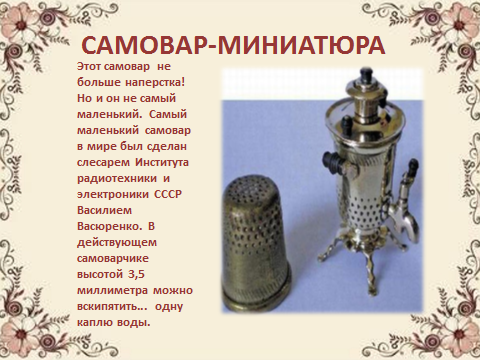 САМОВАР-МИНИАТЮРА
Этот самовар не
больше наперстка!
Но и он не самый
маленький. Самый
маленький самовар
в мире был сделан
слесарем Института
радиотехники и
электроники СССР
Василием
Васюренко. В
действующем
самоварчике
высотой 3,5
миллиметра можно
вскипятить... одну
каплю воды.